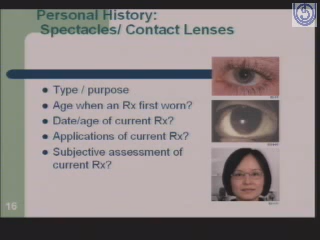 Personal History:
Spectacles/ Contact Lenses
Type / purpose
Age when an Rx first worn?
Date/age of current Rx?
Applications of current Rx?
Subjective assessment of
current Rx?
16